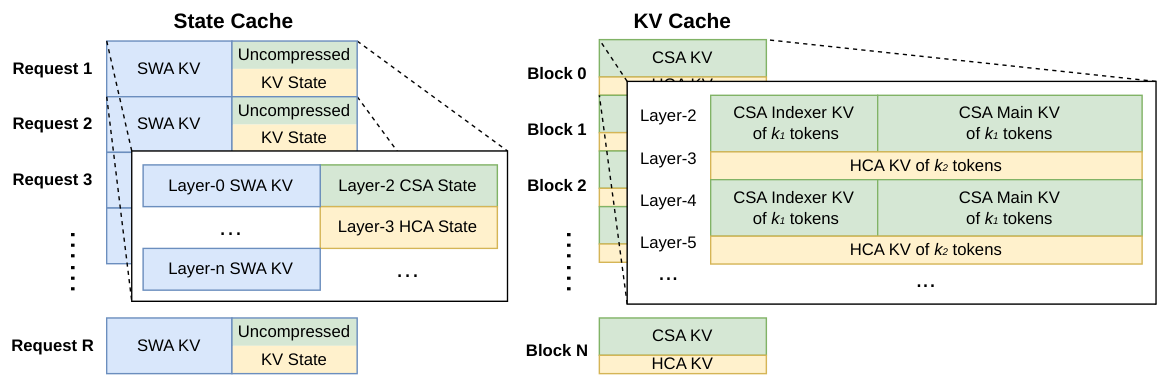 State Cache
Request 1
SWA KV
Uncompressed
KV State
Request 2
SWA KV
Uncompressed
KV State
Request 3
Layer-0 SWA KV
Layer-2 CSA State
...
Layer-3 HCA State
Layer-n SWA KV
...
Request R
SWA KV
Uncompressed
KV State
KV Cache
Block 0
CSA KV
HCA KV
Block 1
Block 2
Layer-2
CSA Indexer KV
of k₁ tokens
CSA Main KV
of k₁ tokens
Layer-3
HCA KV of k₂ tokens
Layer-4
CSA Indexer KV
of k₁ tokens
CSA Main KV
of k₁ tokens
Layer-5
HCA KV of k₂ tokens
...
...
Block N
CSA KV
HCA KV